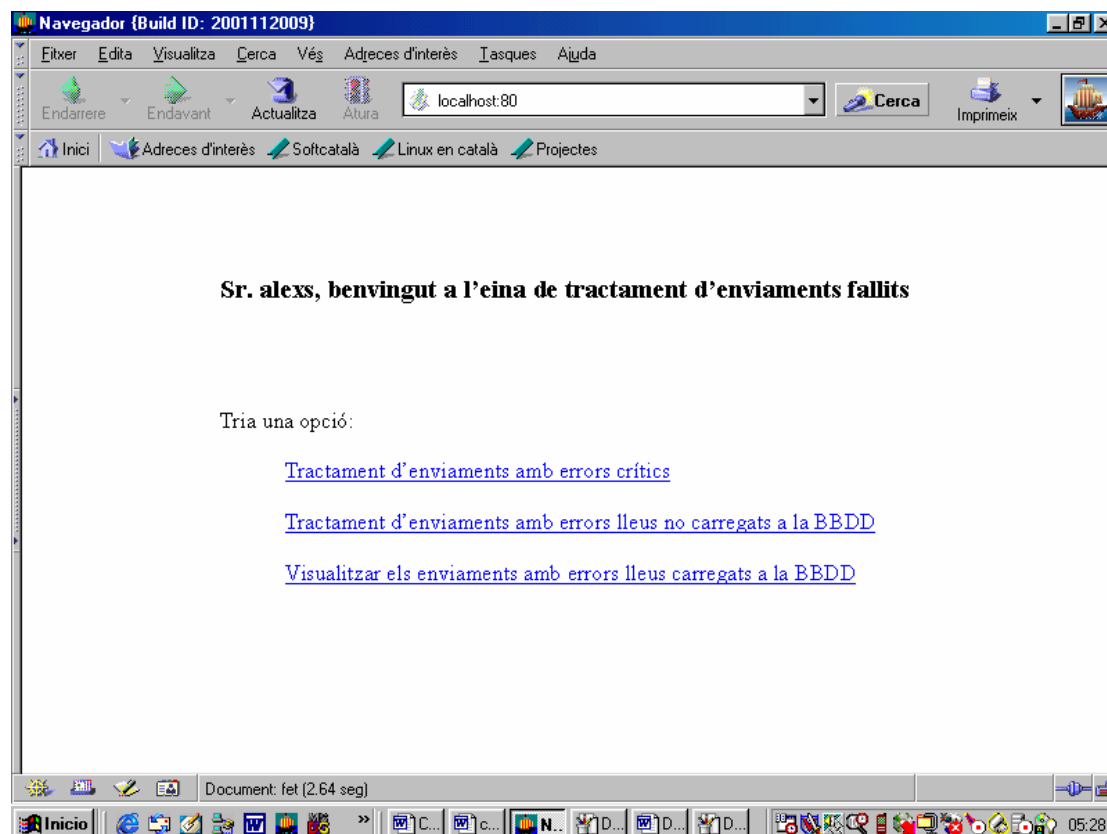 Navegador {Build ID: 2001112009}
Fitxer Edita Visualitza Cerca Vés Adreces d'interès Tasques Ajuda
Endarrere Endavant Actualitza Atura localhost:80 Cerca Imprimeix
Inici Adreces d'interès Softcatalà Linux en català Projectes
Sr. alexs, benvingut a l'eina de tractament d'enviaments fallits
Tria una opció:
Tractament d'enviaments amb errors crítics
Tractament d'enviaments amb errors lleus no carregats a la BBDD
Visualitzar els enviaments amb errors lleus carregats a la BBDD
Document: fet (2.64 seg)
Inicio » C... c... N.. D... D... D... 05:28